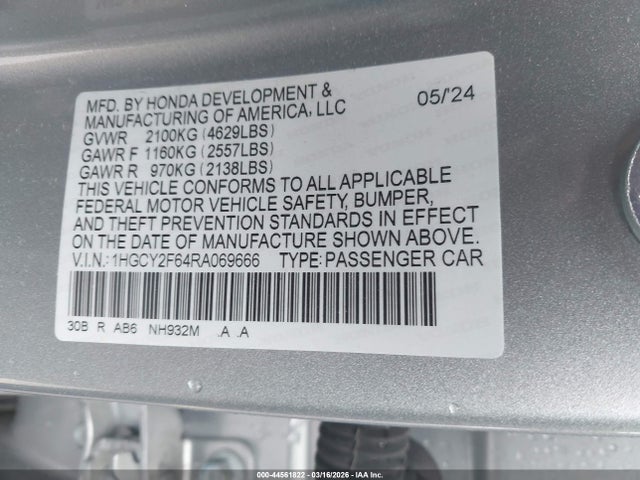 MFD. BY HONDA DEVELOPMENT & 05/'24
MANUFACTURING OF AMERICA, LLC
GVWR 2100KG (4629LBS)
GAWR F 1160KG (2557LBS)
GAWR R 970KG (2138LBS)
THIS VEHICLE CONFORMS TO ALL APPLICABLE
FEDERAL MOTOR VEHICLE SAFETY, BUMPER,
AND THEFT PREVENTION STANDARDS IN EFFECT
ON THE DATE OF MANUFACTURE SHOWN ABOVE.
V.I.N.: 1HGCY2F64RA069666 TYPE: PASSENGER CAR
30B R AB6 NH932M .A .A
000-44561822 - 03/16/2026 - IAA Inc.